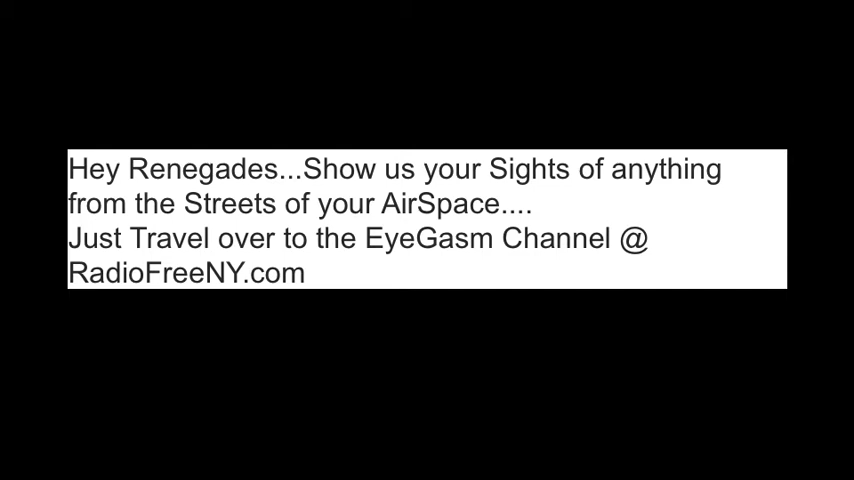 Hey Renegades...Show us your Sights of anything
from the Streets of your AirSpace....
Just Travel over to the EyeGasm Channel @
RadioFreeNY.com